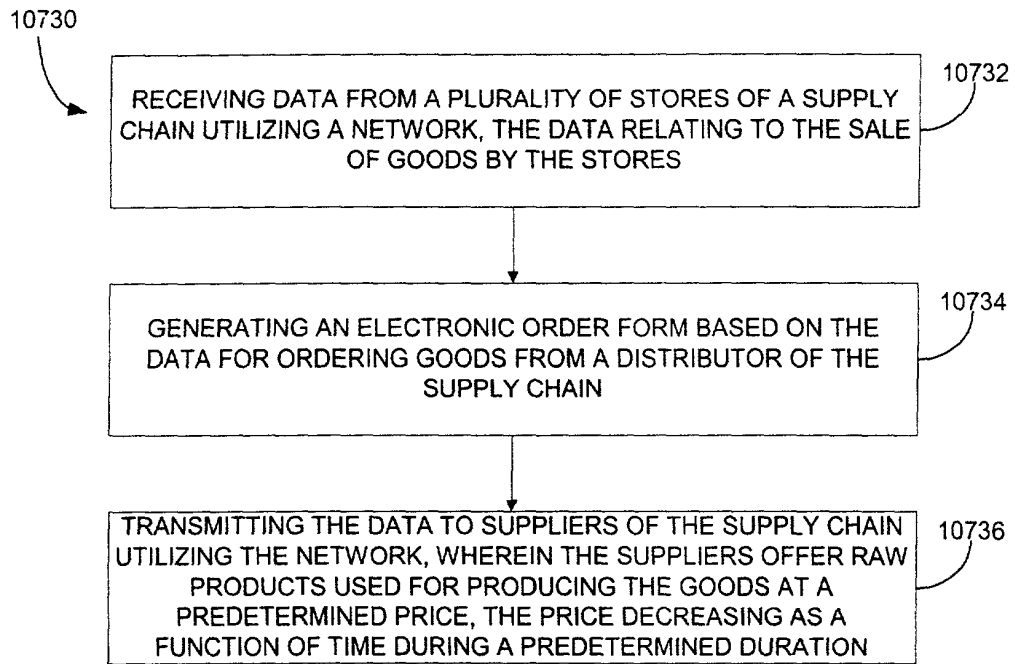 10730
10732
RECEIVING DATA FROM A PLURALITY OF STORES OF A SUPPLY
CHAIN UTILIZING A NETWORK, THE DATA RELATING TO THE SALE
OF GOODS BY THE STORES
10734
GENERATING AN ELECTRONIC ORDER FORM BASED ON THE
DATA FOR ORDERING GOODS FROM A DISTRIBUTOR OF THE
SUPPLY CHAIN
10736
TRANSMITTING THE DATA TO SUPPLIERS OF THE SUPPLY CHAIN
UTILIZING THE NETWORK, WHEREIN THE SUPPLIERS OFFER RAW
PRODUCTS USED FOR PRODUCING THE GOODS AT A
PREDETERMINED PRICE, THE PRICE DECREASING AS A
FUNCTION OF TIME DURING A PREDETERMINED DURATION